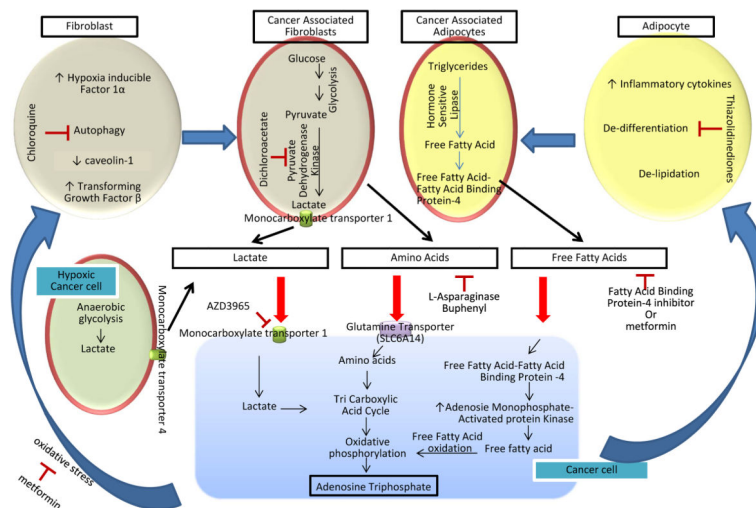 Fibroblast
Cancer Associated
Fibroblasts
Cancer Associated
Adipocytes
Adipocyte
↑ Hypoxia inducible
Factor 1α
Chloroquine
Autophagy
↓ caveolin-1
↑ Transforming
Growth Factor β
Glucose
Glycolysis
Pyruvate
Dichloroacetate
Pyruvate
Dehydrogenase
Kinase
Lactate
Monocarboxylate transporter 1
Triglycerides
Hormone
Sensitive
Lipase
Free Fatty Acid
Free Fatty Acid-
Fatty Acid Binding
Protein-4
↑ Inflammatory cytokines
De-differentiation
Thiazolidinediones
De-lipidation
Lactate
Amino Acids
Free Fatty Acids
Hypoxic
Cancer cell
Anaerobic
glycolysis
Lactate
Monocarboxylate transporter 4
AZD3965
Monocarboxylate transporter 1
L-Asparaginase
Buphenyl
Glutamine Transporter
(SLC6A14)
Fatty Acid Binding
Protein-4 inhibitor
Or
metformin
Amino acids
Lactate
Tri Carboxylic
Acid Cycle
Oxidative
phosphorylation
Adenosine Triphosphate
Free Fatty Acid-Fatty Acid
Binding Protein -4
↑Adenosie Monophosphate-
Activated protein Kinase
Free fatty acid
Free Fatty Acid
oxidation
Cancer cell
oxidative stress
metformin